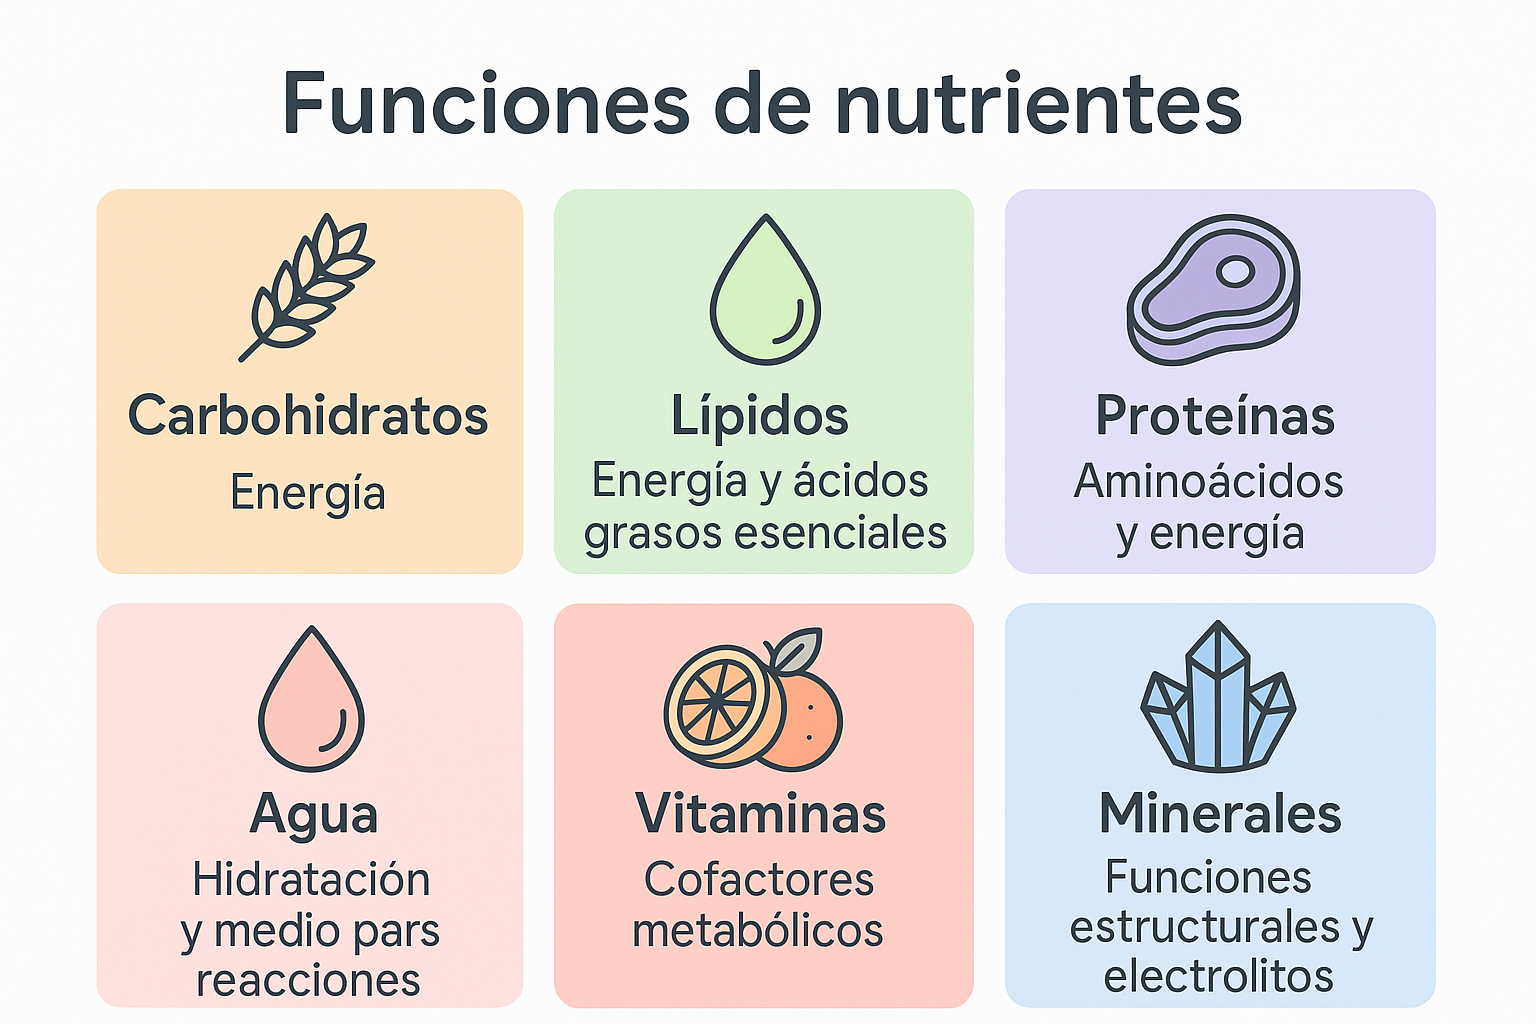 Funciones de nutrientes
Carbohidratos
Energía
Lípidos
Energía y ácidos
grasos esenciales
Proteínas
Aminoácidos
y energía
Agua
Hidratación
y medio pars
reacciones
Vitaminas
Cofactores
metabólicos
Minerales
Funciones
estructurales y
electrolitos